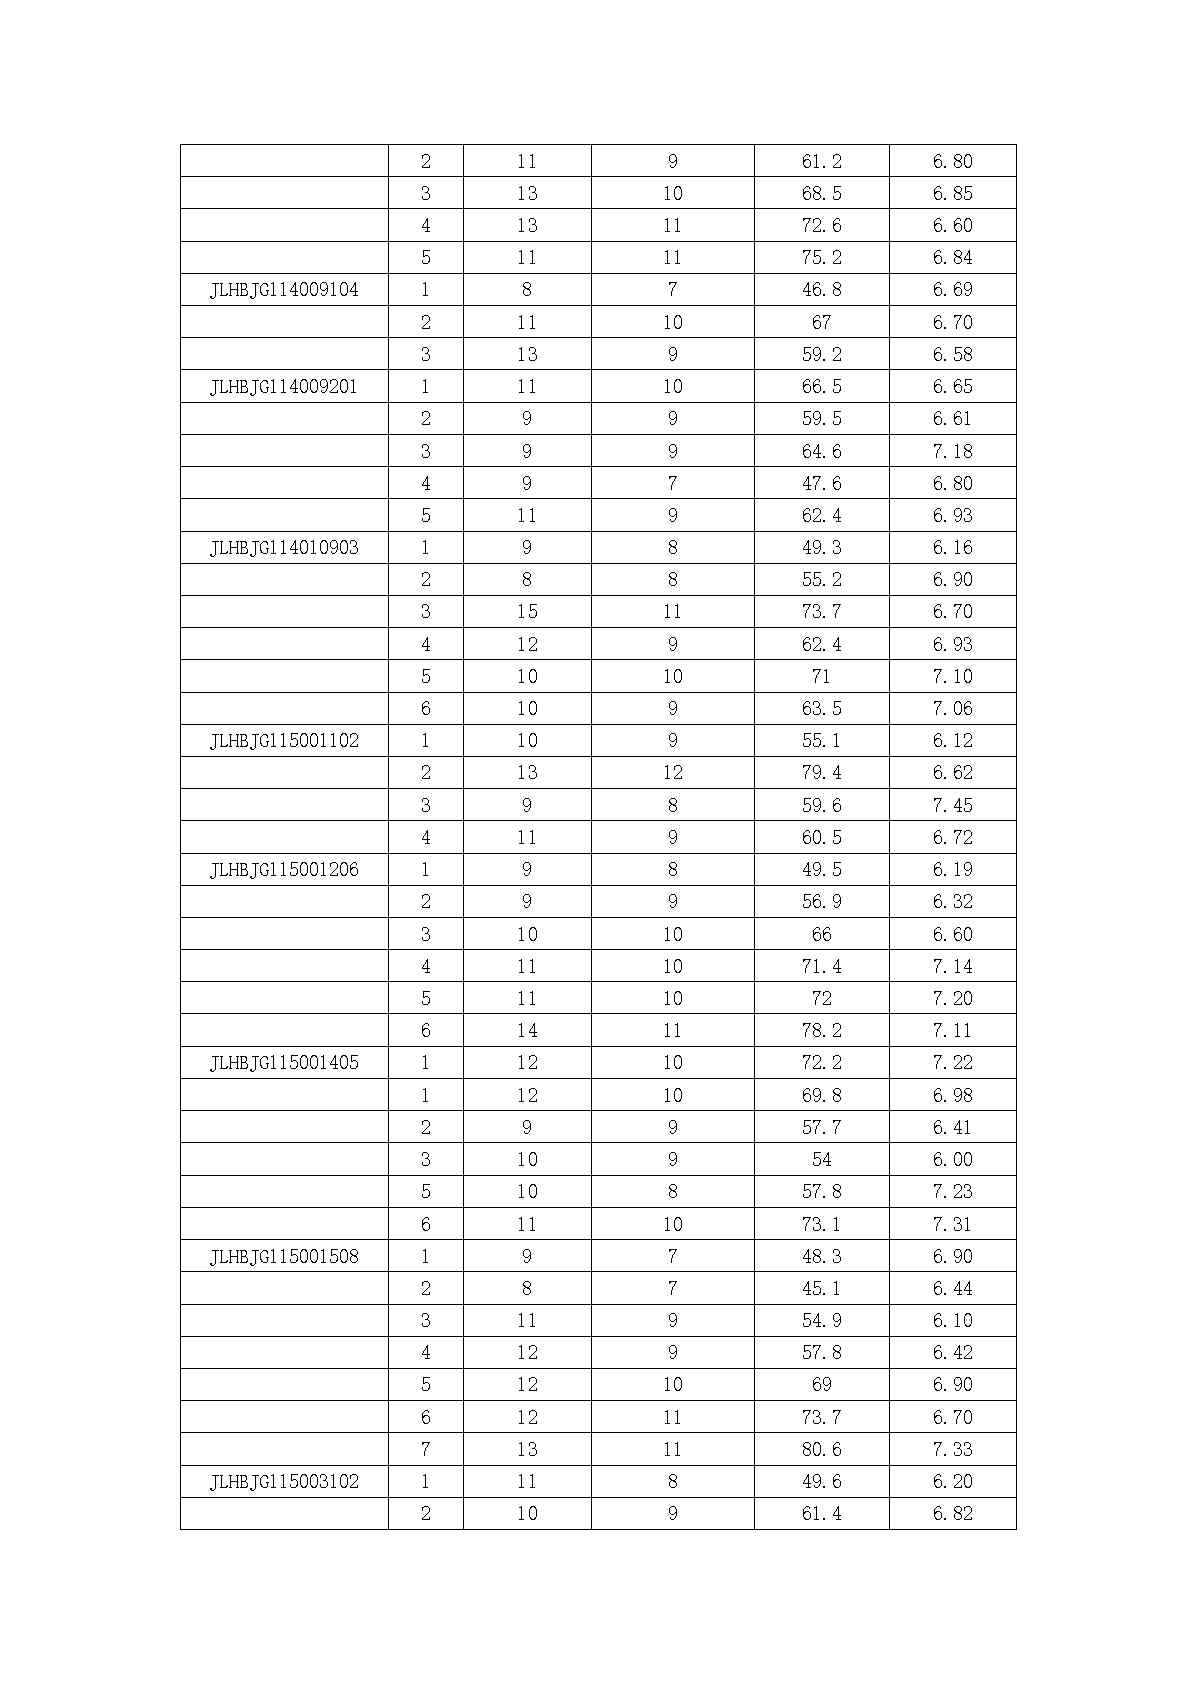 2 11 9 61.2 6.80
3 13 10 68.5 6.85
4 13 11 72.6 6.60
5 11 11 75.2 6.84
JLHBJG114009104 1 8 7 46.8 6.69
2 11 10 67 6.70
3 13 9 59.2 6.58
JLHBJG114009201 1 11 10 66.5 6.65
2 9 9 59.5 6.61
3 9 9 64.6 7.18
4 9 7 47.6 6.80
5 11 9 62.4 6.93
JLHBJG114010903 1 9 8 49.3 6.16
2 8 8 55.2 6.90
3 15 11 73.7 6.70
4 12 9 62.4 6.93
5 10 10 71 7.10
6 10 9 63.5 7.06
JLHBJG115001102 1 10 9 55.1 6.12
2 13 12 79.4 6.62
3 9 8 59.6 7.45
4 11 9 60.5 6.72
JLHBJG115001206 1 9 8 49.5 6.19
2 9 9 56.9 6.32
3 10 10 66 6.60
4 11 10 71.4 7.14
5 11 10 72 7.20
6 14 11 78.2 7.11
JLHBJG115001405 1 12 10 72.2 7.22
1 12 10 69.8 6.98
2 9 9 57.7 6.41
3 10 9 54 6.00
5 10 8 57.8 7.23
6 11 10 73.1 7.31
JLHBJG115001508 1 9 7 48.3 6.90
2 8 7 45.1 6.44
3 11 9 54.9 6.10
4 12 9 57.8 6.42
5 12 10 69 6.90
6 12 11 73.7 6.70
7 13 11 80.6 7.33
JLHBJG115003102 1 11 8 49.6 6.20
2 10 9 61.4 6.82